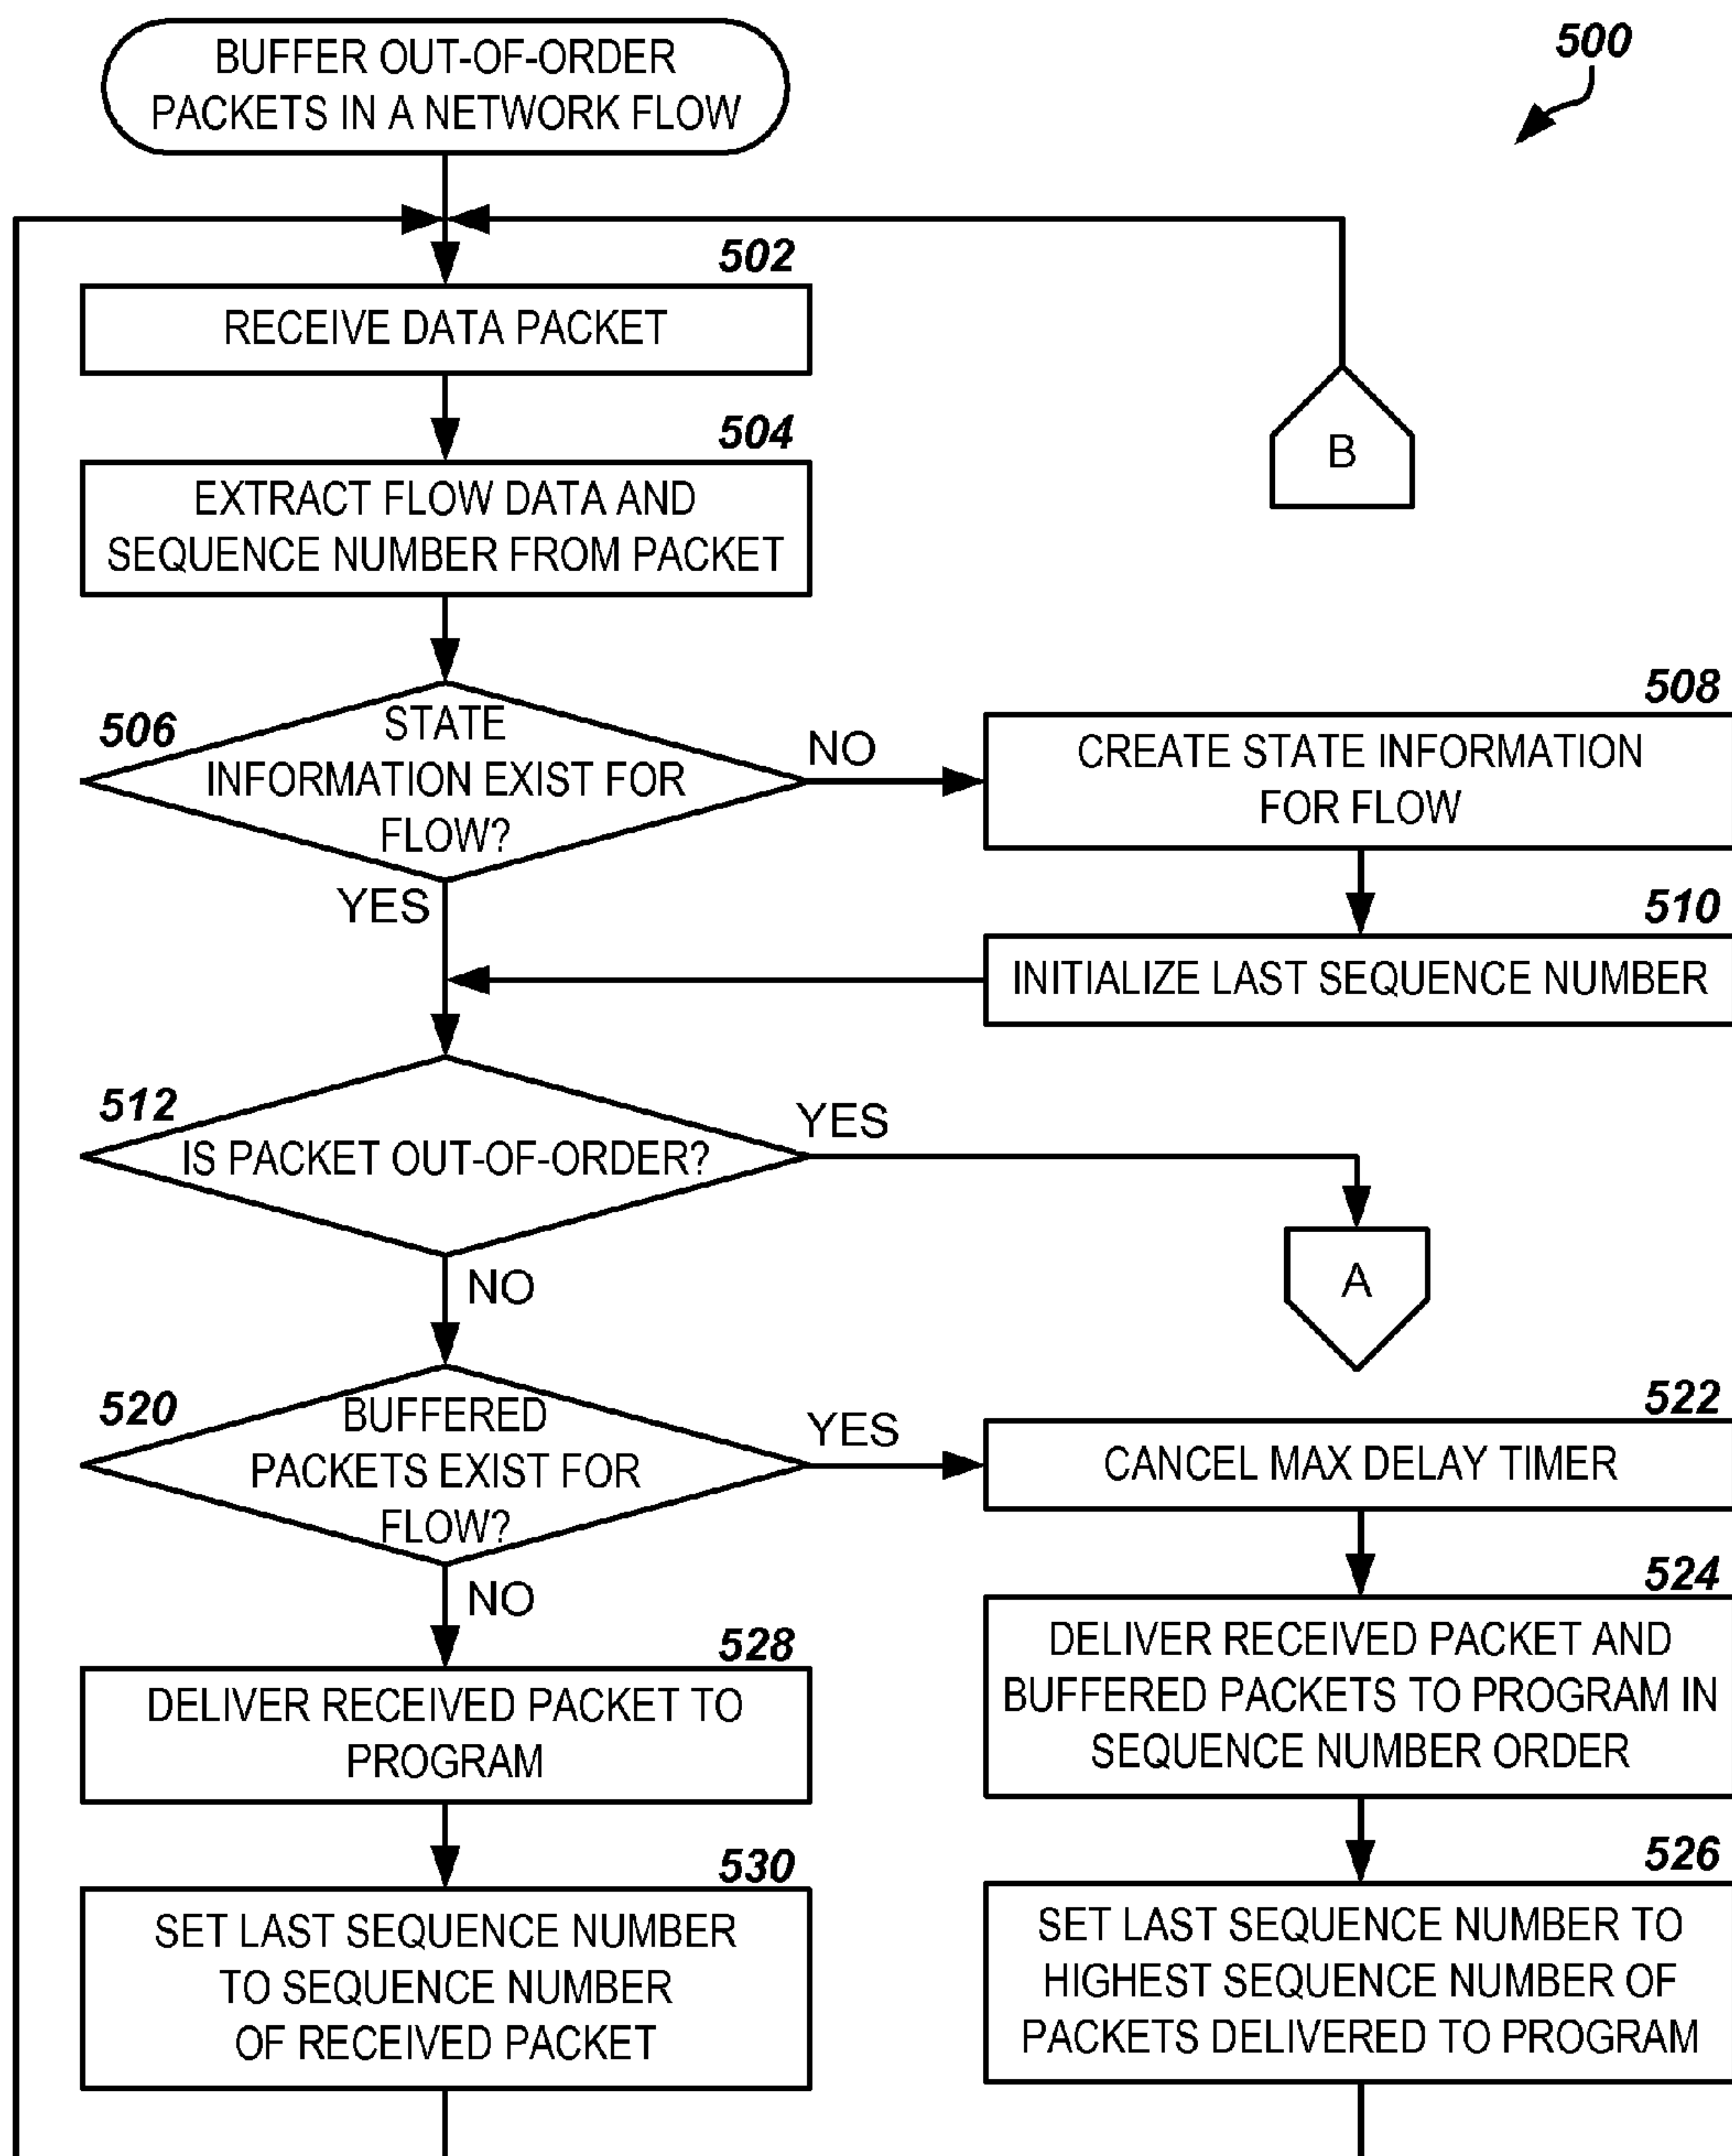 BUFFER OUT-OF-ORDER
PACKETS IN A NETWORK FLOW
500
502
RECEIVE DATA PACKET
504
EXTRACT FLOW DATA AND
SEQUENCE NUMBER FROM PACKET
B
506
STATE
INFORMATION EXIST FOR
FLOW?
NO
YES
508
CREATE STATE INFORMATION
FOR FLOW
510
INITIALIZE LAST SEQUENCE NUMBER
512
IS PACKET OUT-OF-ORDER?
YES
NO
A
520
BUFFERED
PACKETS EXIST FOR
FLOW?
YES
NO
522
CANCEL MAX DELAY TIMER
524
DELIVER RECEIVED PACKET AND
BUFFERED PACKETS TO PROGRAM IN
SEQUENCE NUMBER ORDER
528
DELIVER RECEIVED PACKET TO
PROGRAM
530
SET LAST SEQUENCE NUMBER
TO SEQUENCE NUMBER
OF RECEIVED PACKET
526
SET LAST SEQUENCE NUMBER TO
HIGHEST SEQUENCE NUMBER OF
PACKETS DELIVERED TO PROGRAM